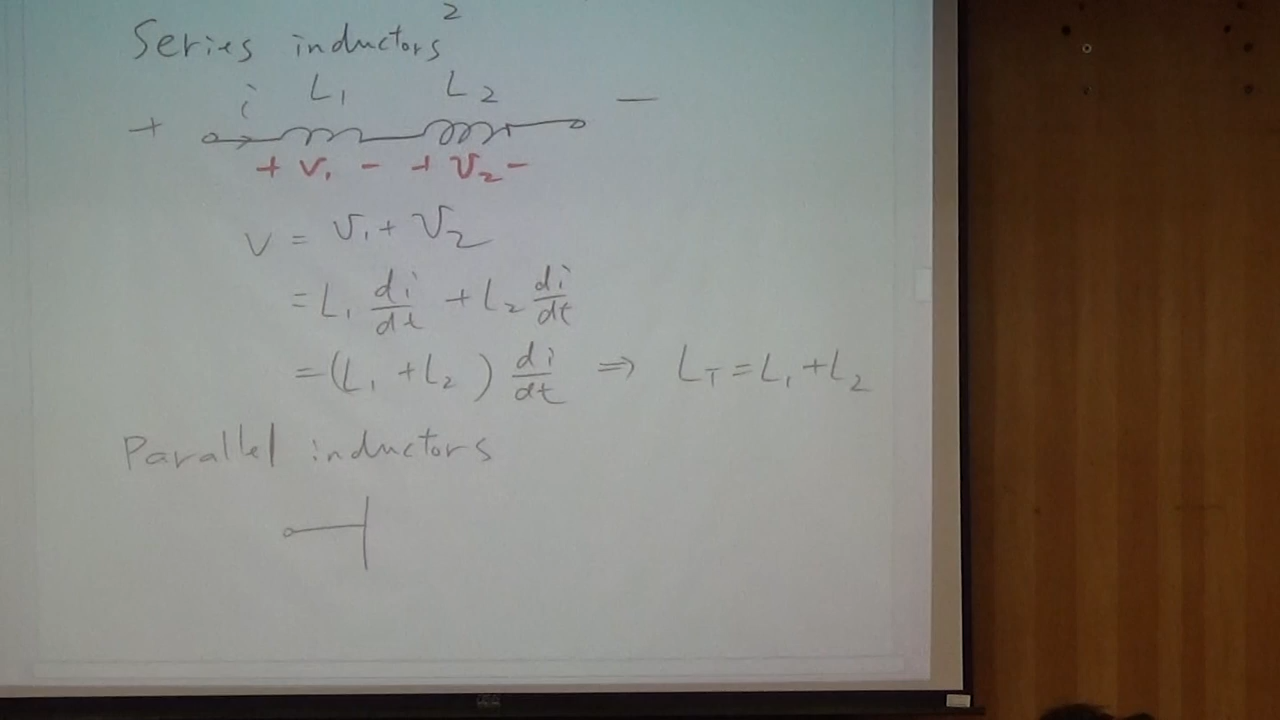 2
Series inductors
i L₁ L₂
+ −
+ v₁ − + v₂ −
v = v₁ + v₂
= L₁ di/dt + L₂ di/dt
= (L₁ + L₂) di/dt ⇒ L_T = L₁ + L₂
Parallel inductors